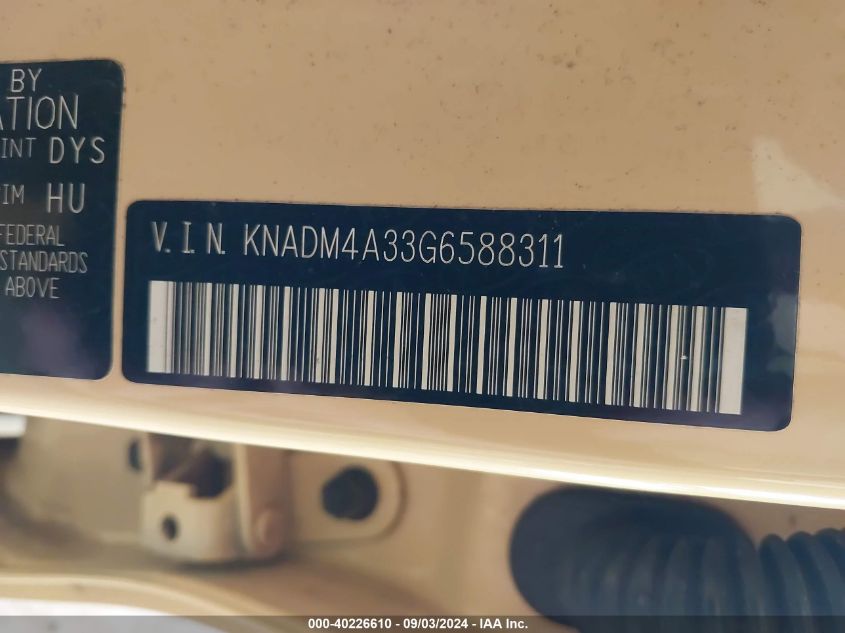 BY
ATION
INT DYS
IM HU
FEDERAL
STANDARDS
ABOVE
V. I. N. KNADM4A33G6588311
000-40226610 - 09/03/2024 - IAA Inc.